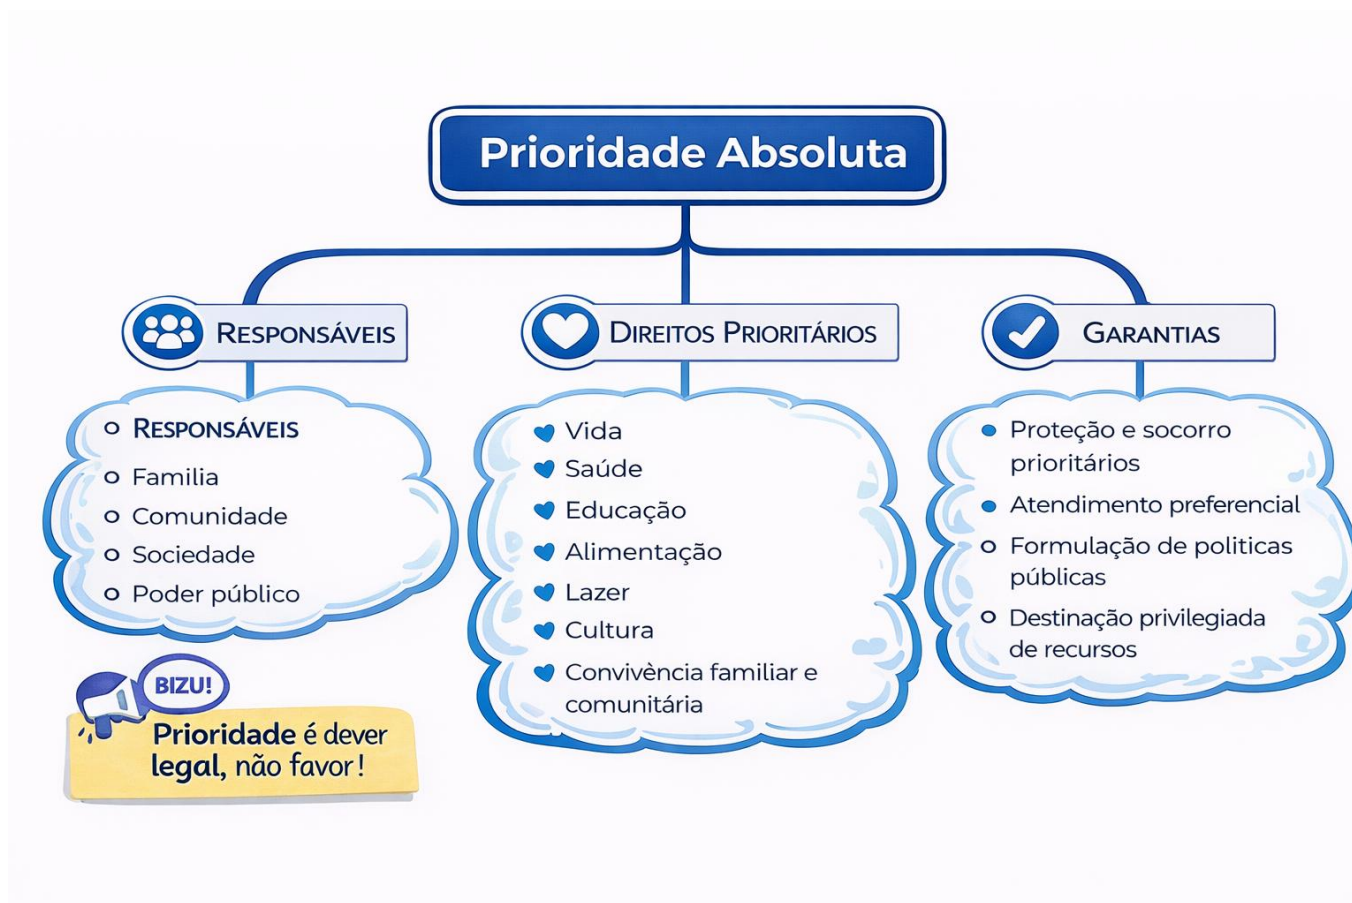 Prioridade Absoluta
RESPONSÁVEIS
RESPONSÁVEIS
Familia
Comunidade
Sociedade
Poder público
BIZU!
Prioridade é dever
legal, não favor!
DIREITOS PRIORITÁRIOS
Vida
Saúde
Educação
Alimentação
Lazer
Cultura
Convivència familiar e
comunitária
GARANTIAS
Proteção e socorro
prioritários
Atendimento preferencial
Formulação de politicas
públicas
Destinação privilegiada
de recursos